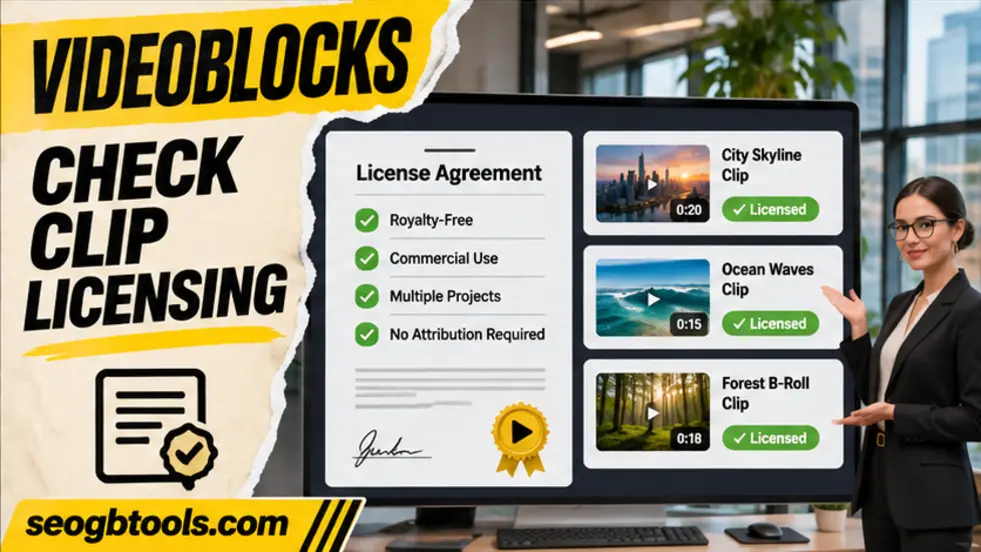 VIDEOBLOCKS
CHECK
CLIP
LICENSING
seogbtools.com
License Agreement
Royalty-Free
Commercial Use
Multiple Projects
No Attribution Required
City Skyline
Clip
0:20
Licensed
Ocean Waves
Clip
0:15
Licensed
Forest B-Roll
Clip
0:18
Licensed